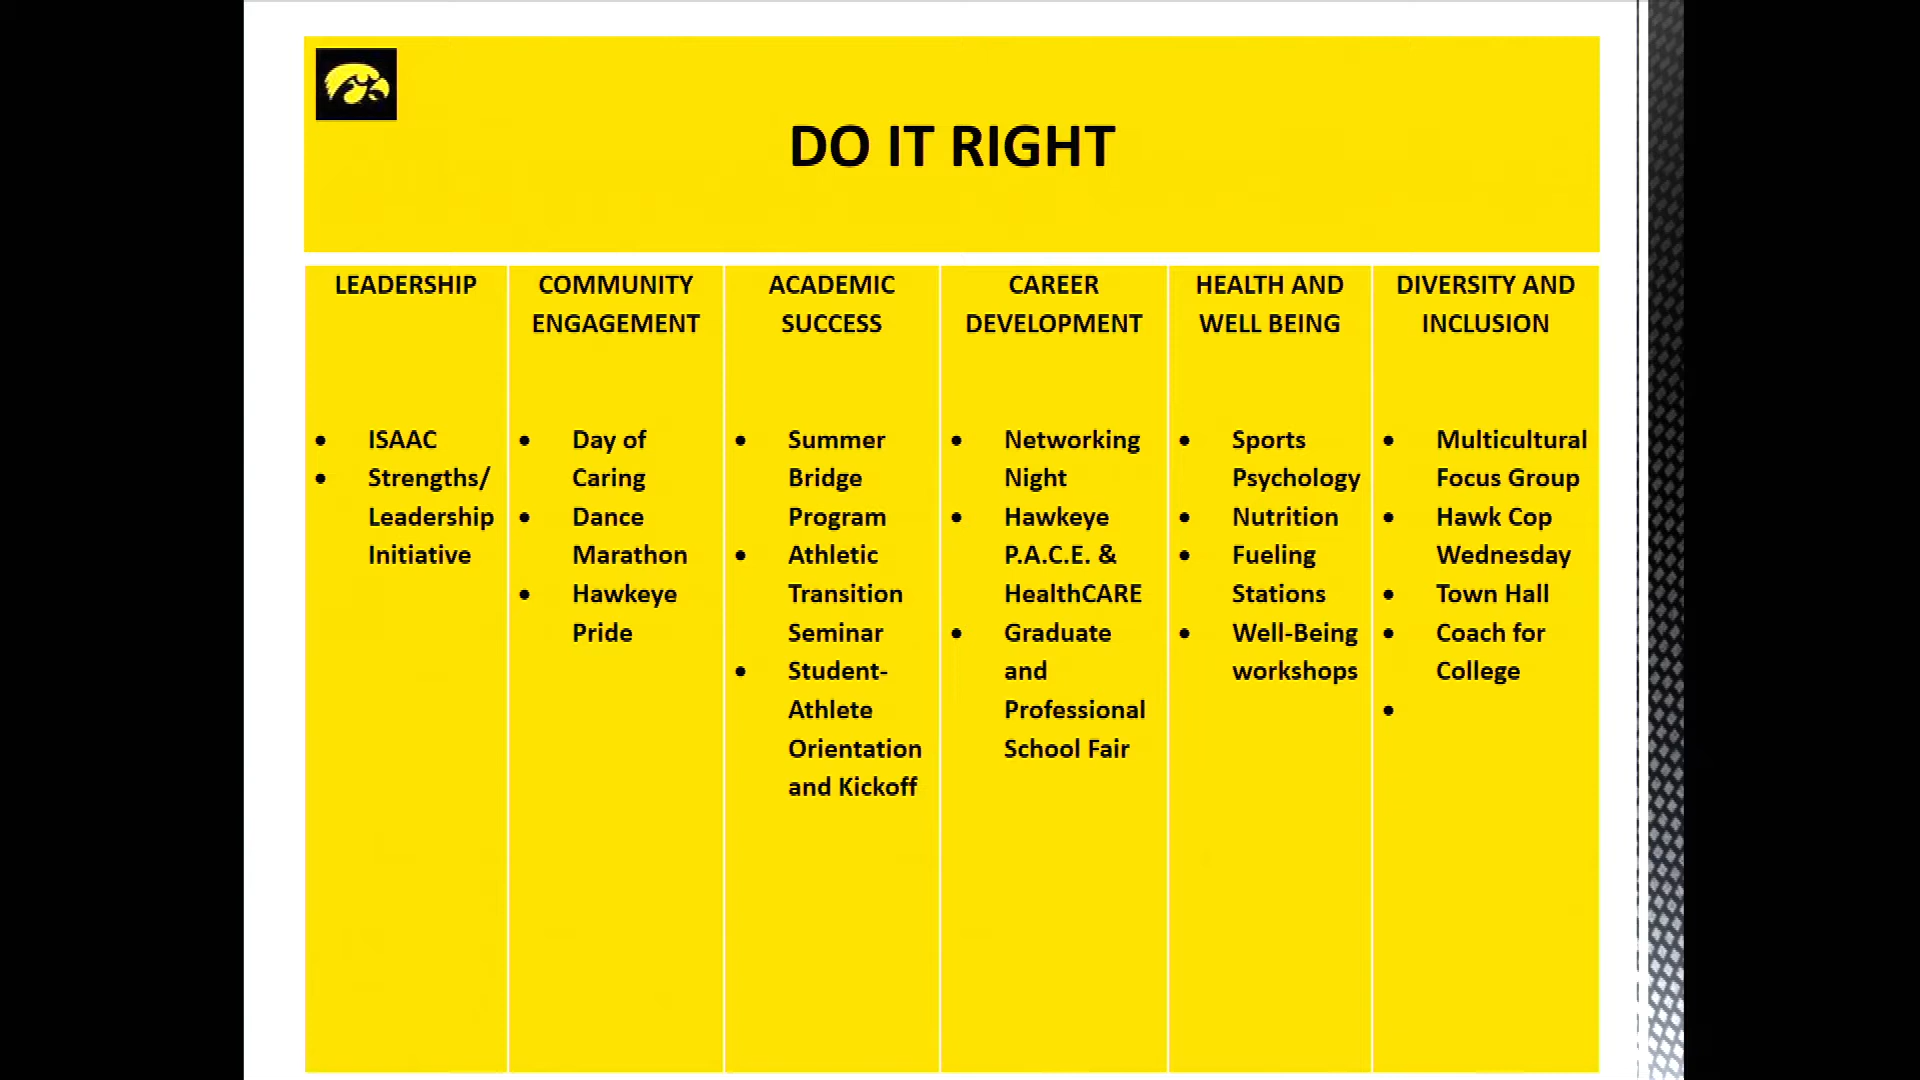 DO IT RIGHT
LEADERSHIP
• ISAAC
• Strengths/
Leadership
Initiative
COMMUNITY
ENGAGEMENT
• Day of
Caring
• Dance
Marathon
• Hawkeye
Pride
ACADEMIC
SUCCESS
• Summer
Bridge
Program
• Athletic
Transition
Seminar
• Student-
Athlete
Orientation
and Kickoff
CAREER
DEVELOPMENT
• Networking
Night
• Hawkeye
P.A.C.E. &
HealthCARE
• Graduate
and
Professional
School Fair
HEALTH AND
WELL BEING
• Sports
Psychology
• Nutrition
• Fueling
Stations
• Well-Being
workshops
DIVERSITY AND
INCLUSION
• Multicultural
Focus Group
• Hawk Cop
Wednesday
• Town Hall
• Coach for
College
•